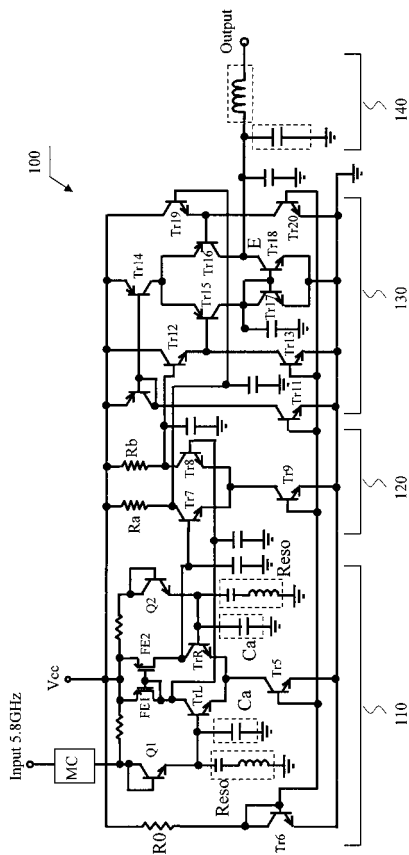 100
Input 5.8GHz
Vcc
Output
MC
R0
Q1
FE1
FE2
Q2
Ra
Rb
Tr12
Tr14
Tr19
TrL
TrR
Tr7
Tr8
Tr15
Tr16
E
Reso
Ca
Ca
Reso
Tr17
Tr18
Tr6
Tr5
Tr9
Tr11
Tr13
Tr20
110
120
130
140